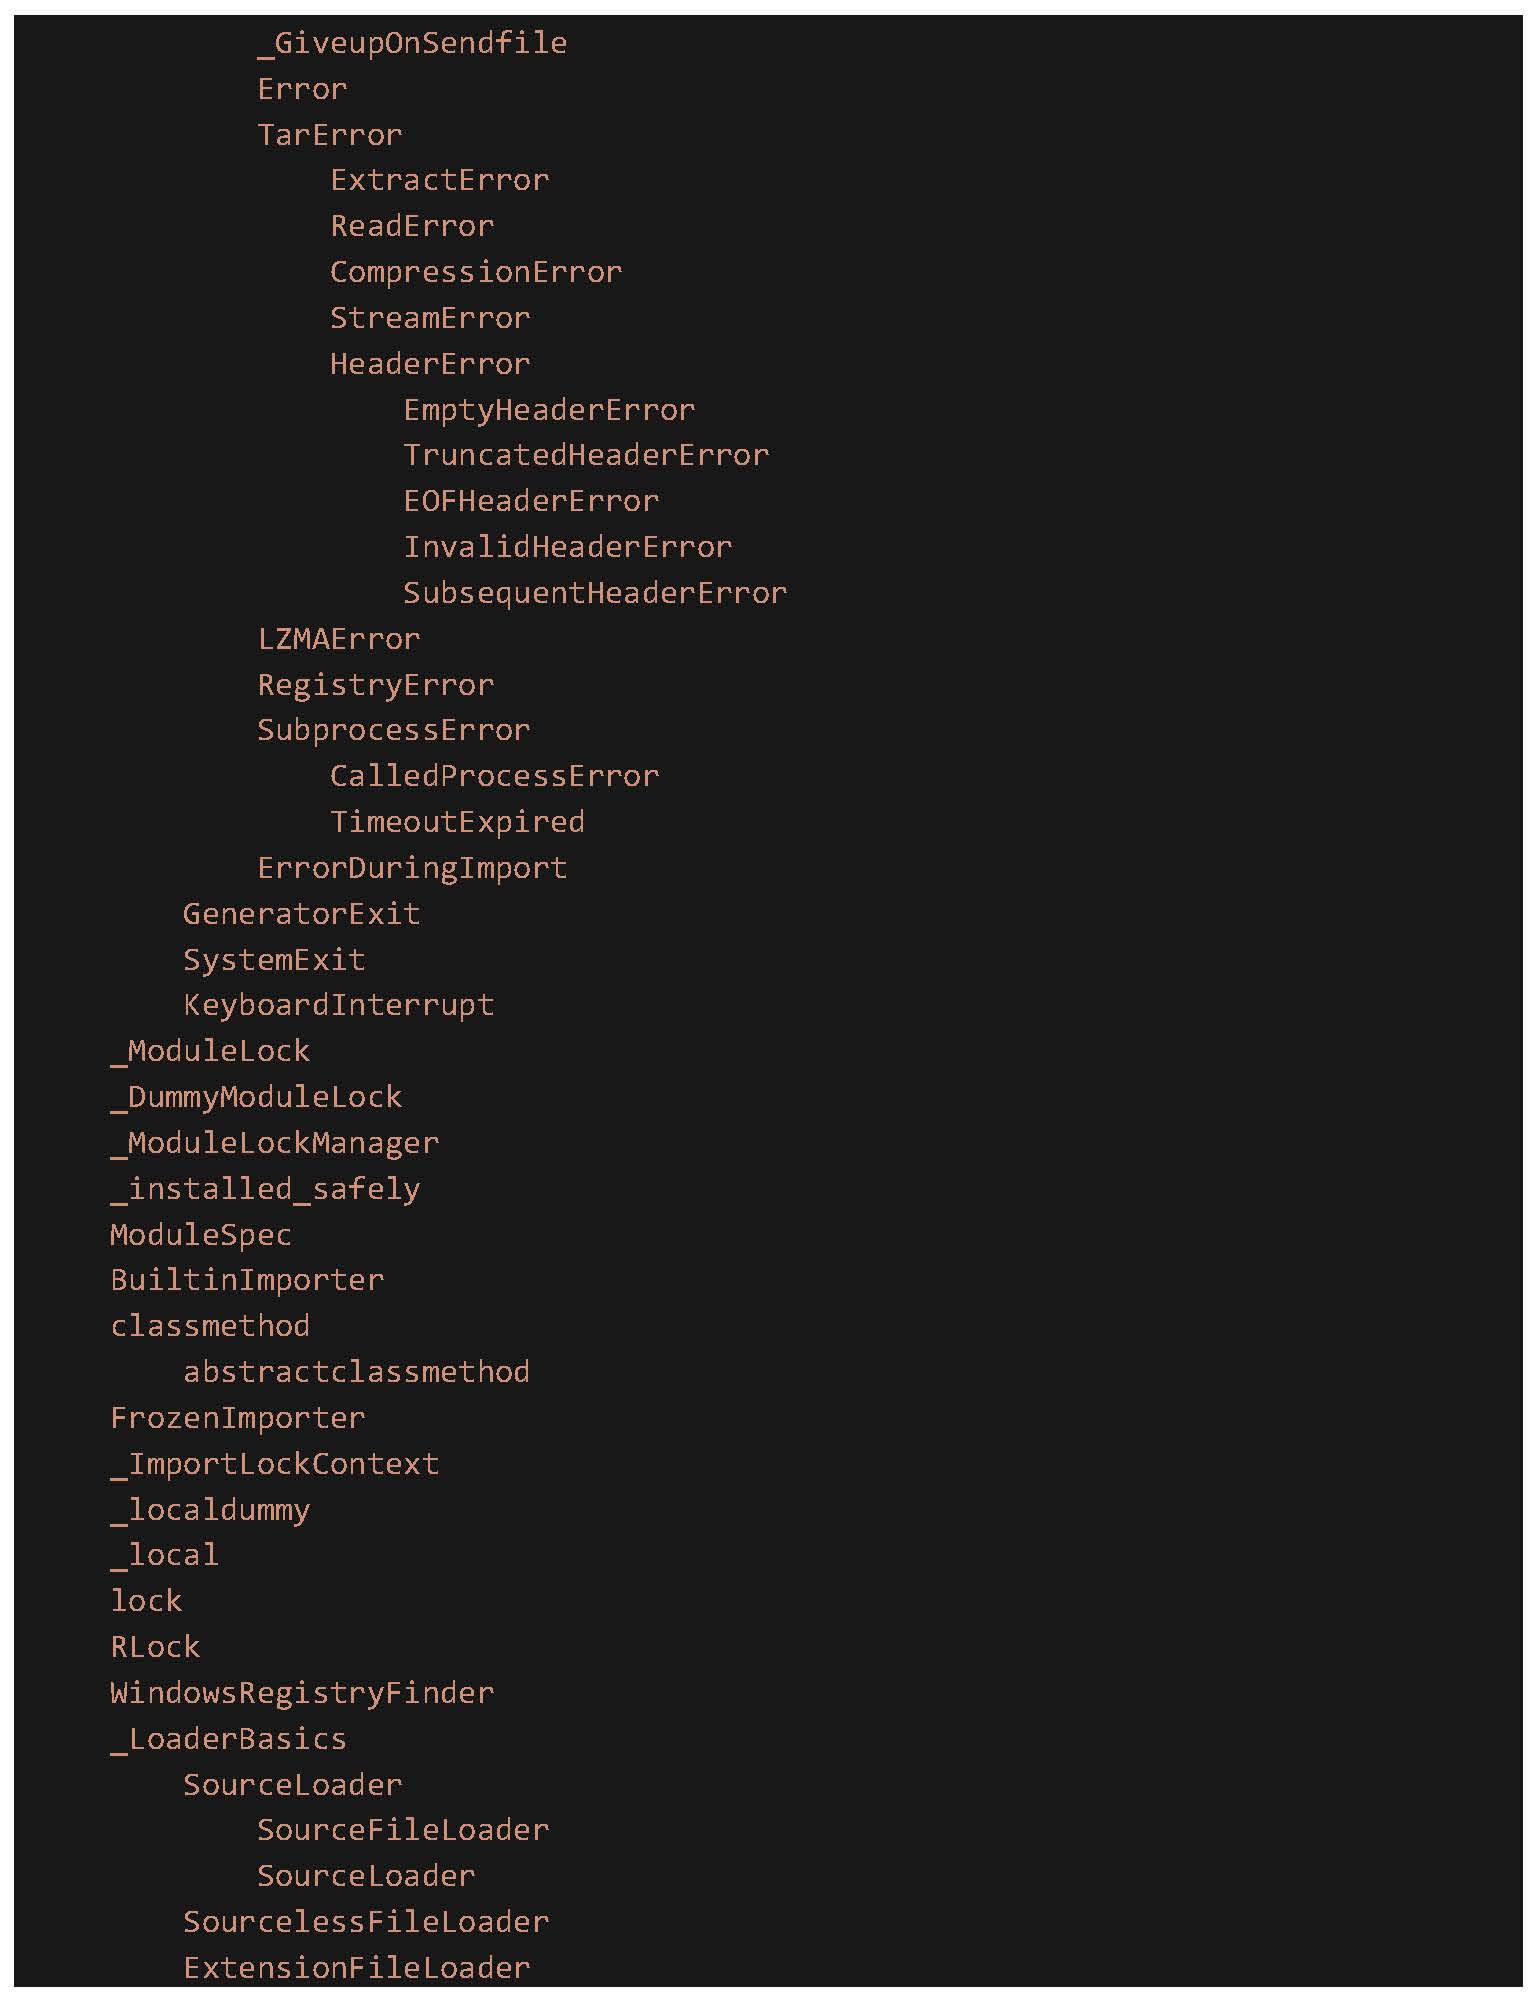 _GiveupOnSendfile
Error
TarError
ExtractError
ReadError
CompressionError
StreamError
HeaderError
EmptyHeaderError
TruncatedHeaderError
EOFHeaderError
InvalidHeaderError
SubsequentHeaderError
LZMAError
RegistryError
SubprocessError
CalledProcessError
TimeoutExpired
ErrorDuringImport
GeneratorExit
SystemExit
KeyboardInterrupt
_ModuleLock
_DummyModuleLock
_ModuleLockManager
_installed_safely
ModuleSpec
BuiltinImporter
classmethod
abstractclassmethod
FrozenImporter
_ImportLockContext
_localdummy
_local
lock
RLock
WindowsRegistryFinder
_LoaderBasics
SourceLoader
SourceFileLoader
SourceLoader
SourcelessFileLoader
ExtensionFileLoader